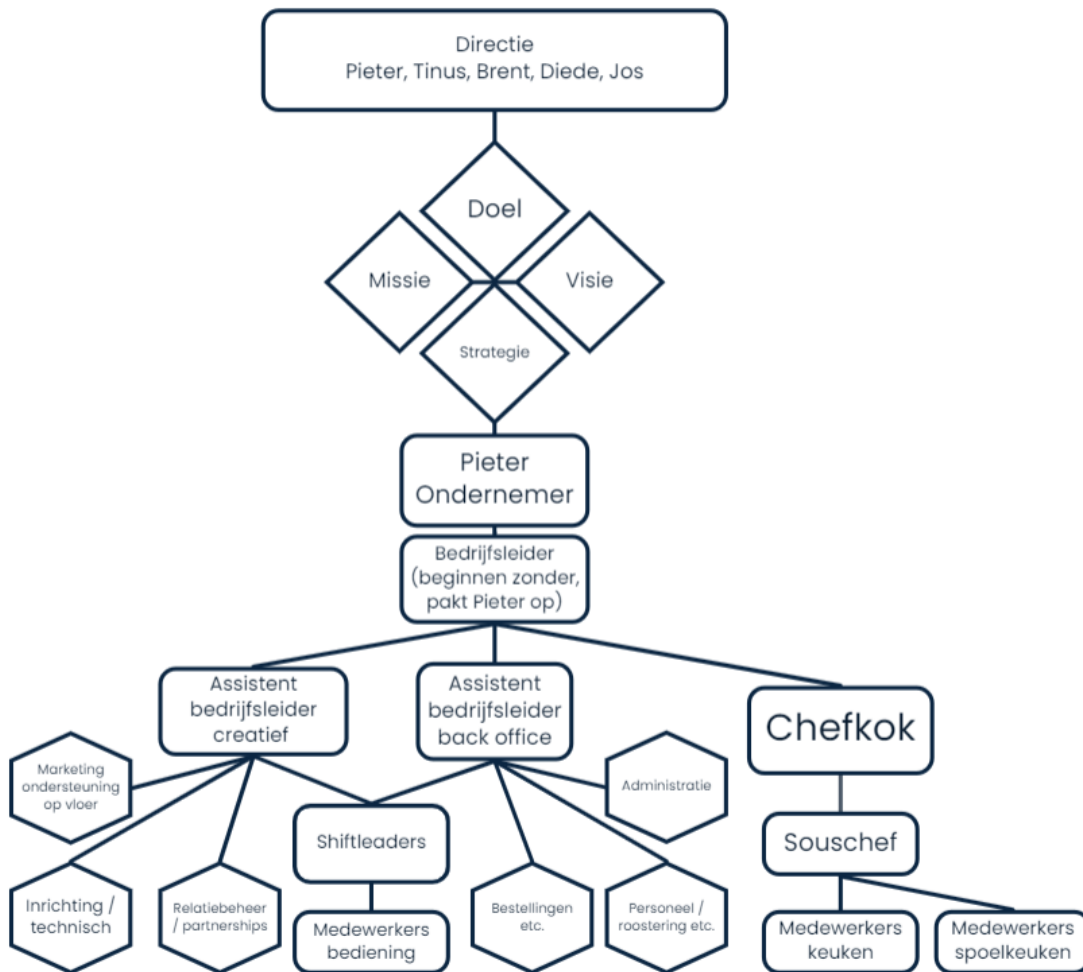 Directie
Pieter, Tinus, Brent, Diede, Jos
Doel
Missie
Visie
Strategie
Pieter
Ondernemer
Bedrijfsleider
(beginnen zonder,
pakt Pieter op)
Assistent
bedrijfsleider
creatief
Assistent
bedrijfsleider
back office
Chefkok
Marketing
ondersteuning
op vloer
Administratie
Shiftleaders
Souschef
Inrichting /
technisch
Relatiebeheer
/ partnerships
Medewerkers
bediening
Bestellingen
etc.
Personeel /
roostering etc.
Medewerkers
keuken
Medewerkers
spoelkeuken